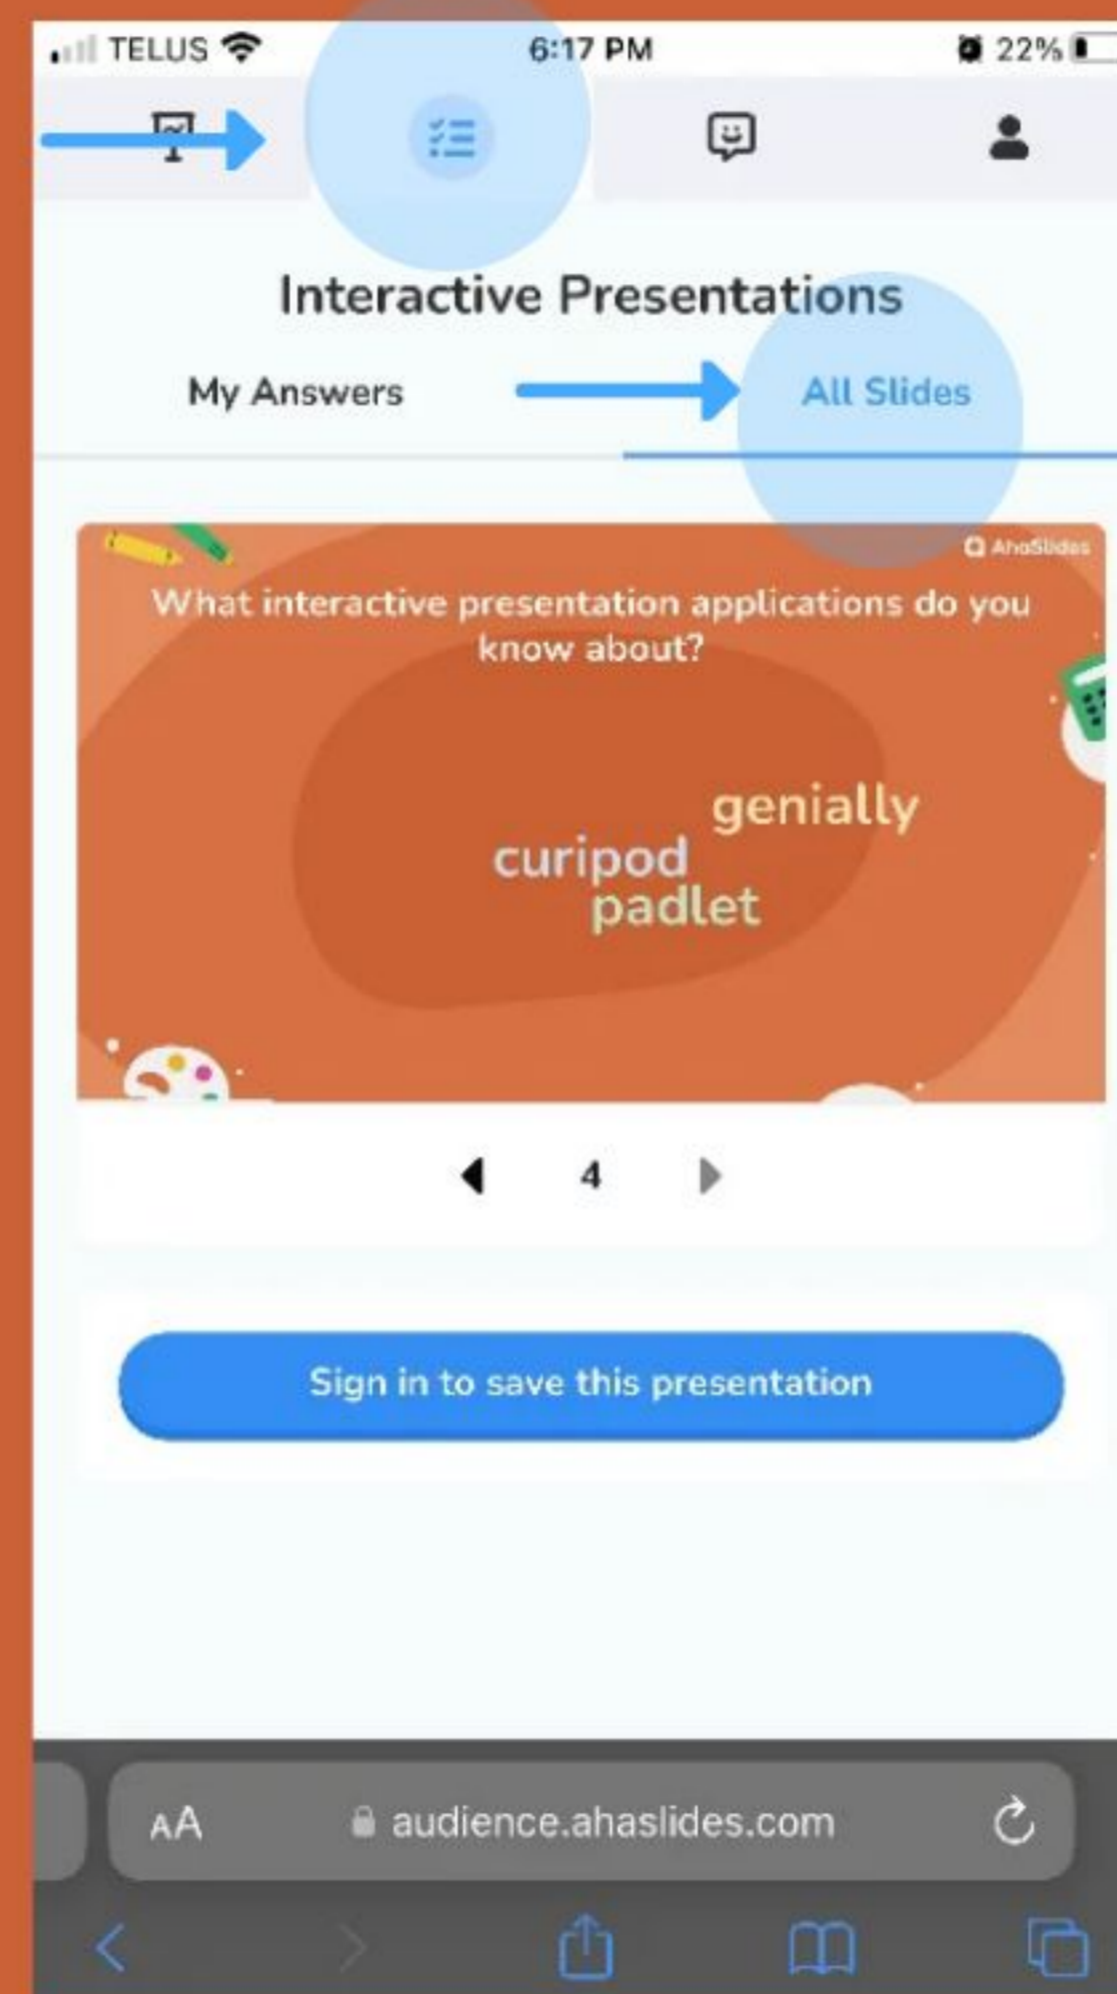 TELUS 6:17 PM 22%
Interactive Presentations
My Answers All Slides
AhaSlides
What interactive presentation applications do you
know about?
genially
curipod
padlet
4
Sign in to save this presentation
AA audience.ahaslides.com